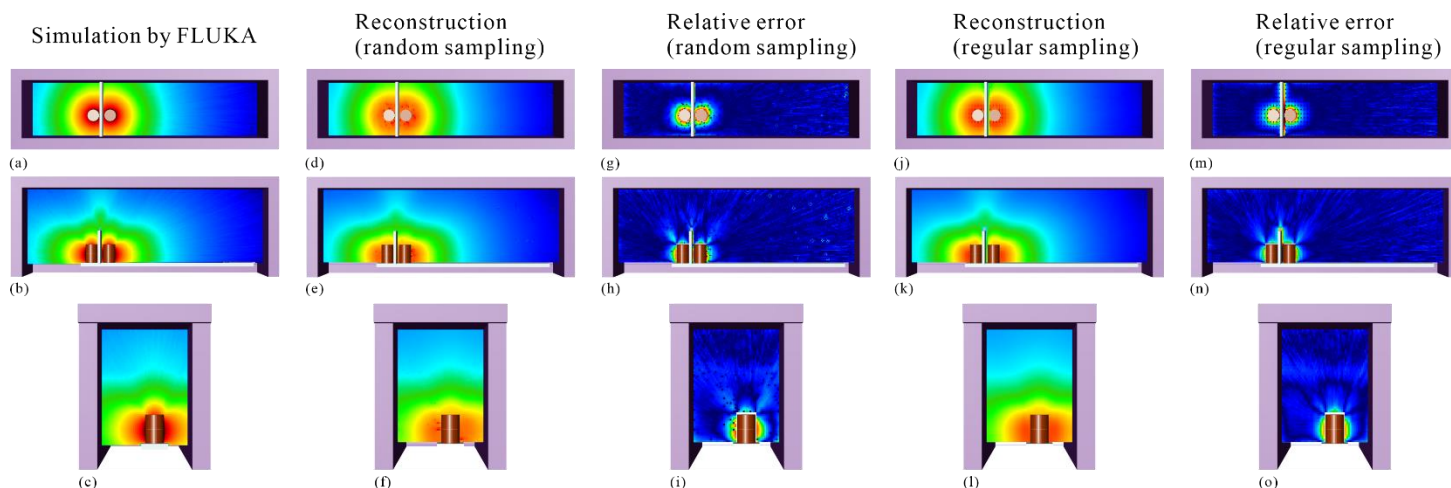 Simulation by FLUKA
Reconstruction
(random sampling)
Relative error
(random sampling)
Reconstruction
(regular sampling)
Relative error
(regular sampling)
(a)
(d)
(g)
(j)
(m)
(b)
(e)
(h)
(k)
(n)
(c)
(f)
(i)
(l)
(o)